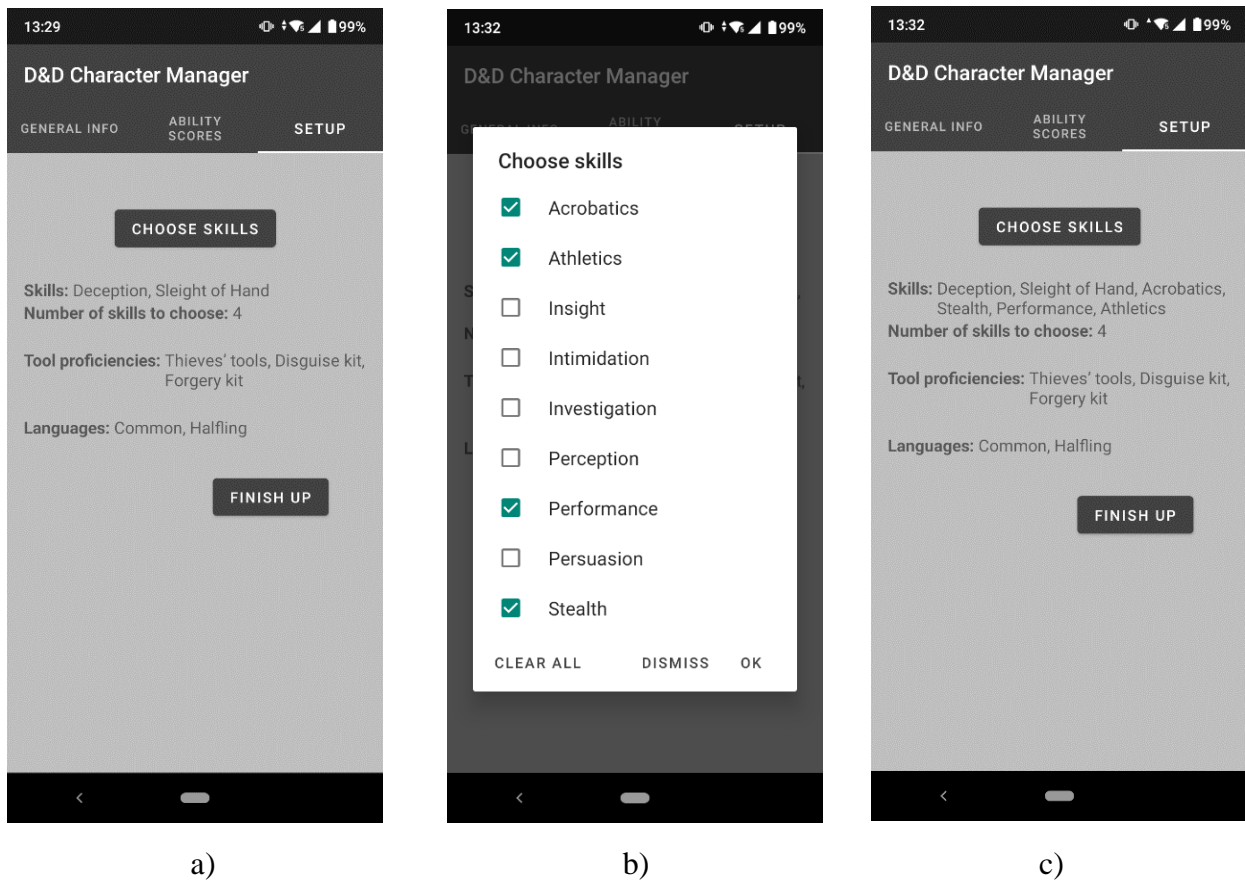 13:29 99%
D&D Character Manager
GENERAL INFO ABILITY SCORES SETUP
CHOOSE SKILLS
Skills: Deception, Sleight of Hand
Number of skills to choose: 4
Tool proficiencies: Thieves' tools, Disguise kit,
Forgery kit
Languages: Common, Halfling
FINISH UP
a)
13:32 99%
D&D Character Manager
ABILITY
Choose skills
Acrobatics
Athletics
Insight
Intimidation
Investigation
Perception
Performance
Persuasion
Stealth
CLEAR ALL DISMISS OK
b)
13:32 99%
D&D Character Manager
GENERAL INFO ABILITY SCORES SETUP
CHOOSE SKILLS
Skills: Deception, Sleight of Hand, Acrobatics,
Stealth, Performance, Athletics
Number of skills to choose: 4
Tool proficiencies: Thieves' tools, Disguise kit,
Forgery kit
Languages: Common, Halfling
FINISH UP
c)